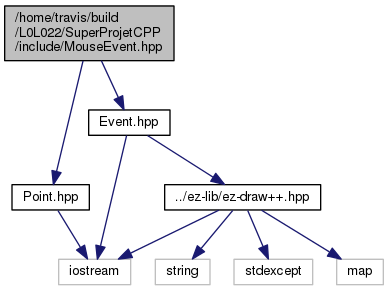 /home/travis/build
/L0L022/SuperProjetCPP
/include/MouseEvent.hpp
Event.hpp
Point.hpp
../ez-lib/ez-draw++.hpp
iostream
string
stdexcept
map